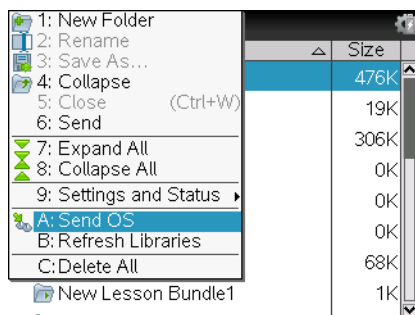 1: New Folder
2: Rename
Size
3: Save As...
4: Collapse
476K
5: Close (Ctrl+W)
19K
6: Send
306K
7: Expand All
8: Collapse All
0K
9: Settings and Status
0K
A: Send OS
0K
B: Refresh Libraries
C: Delete All
68K
New Lesson Bundle1
1K